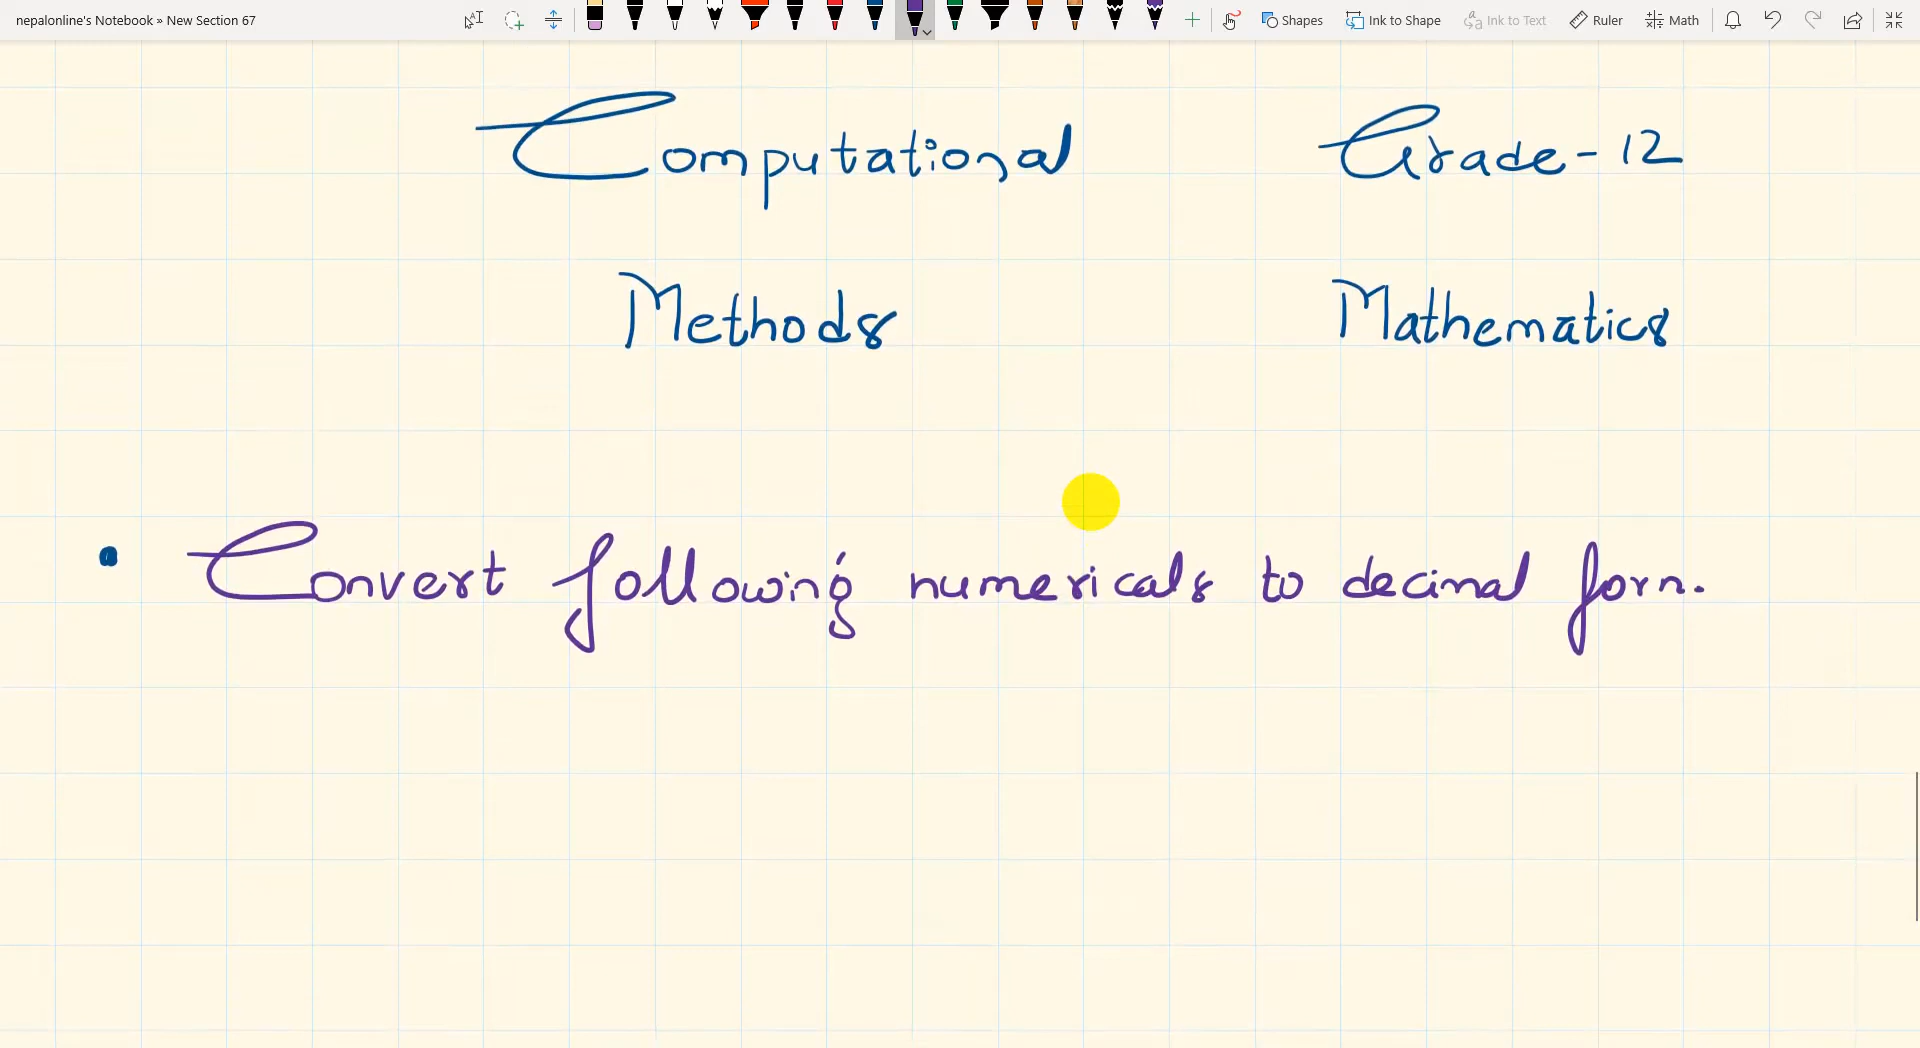 nepalonline's Notebook » New Section 67
Shapes
Ink to Shape
Ink to Text
Ruler
Math
Computational
Grade-12
Methods
Mathematics
Convert following numericals to decimal form.